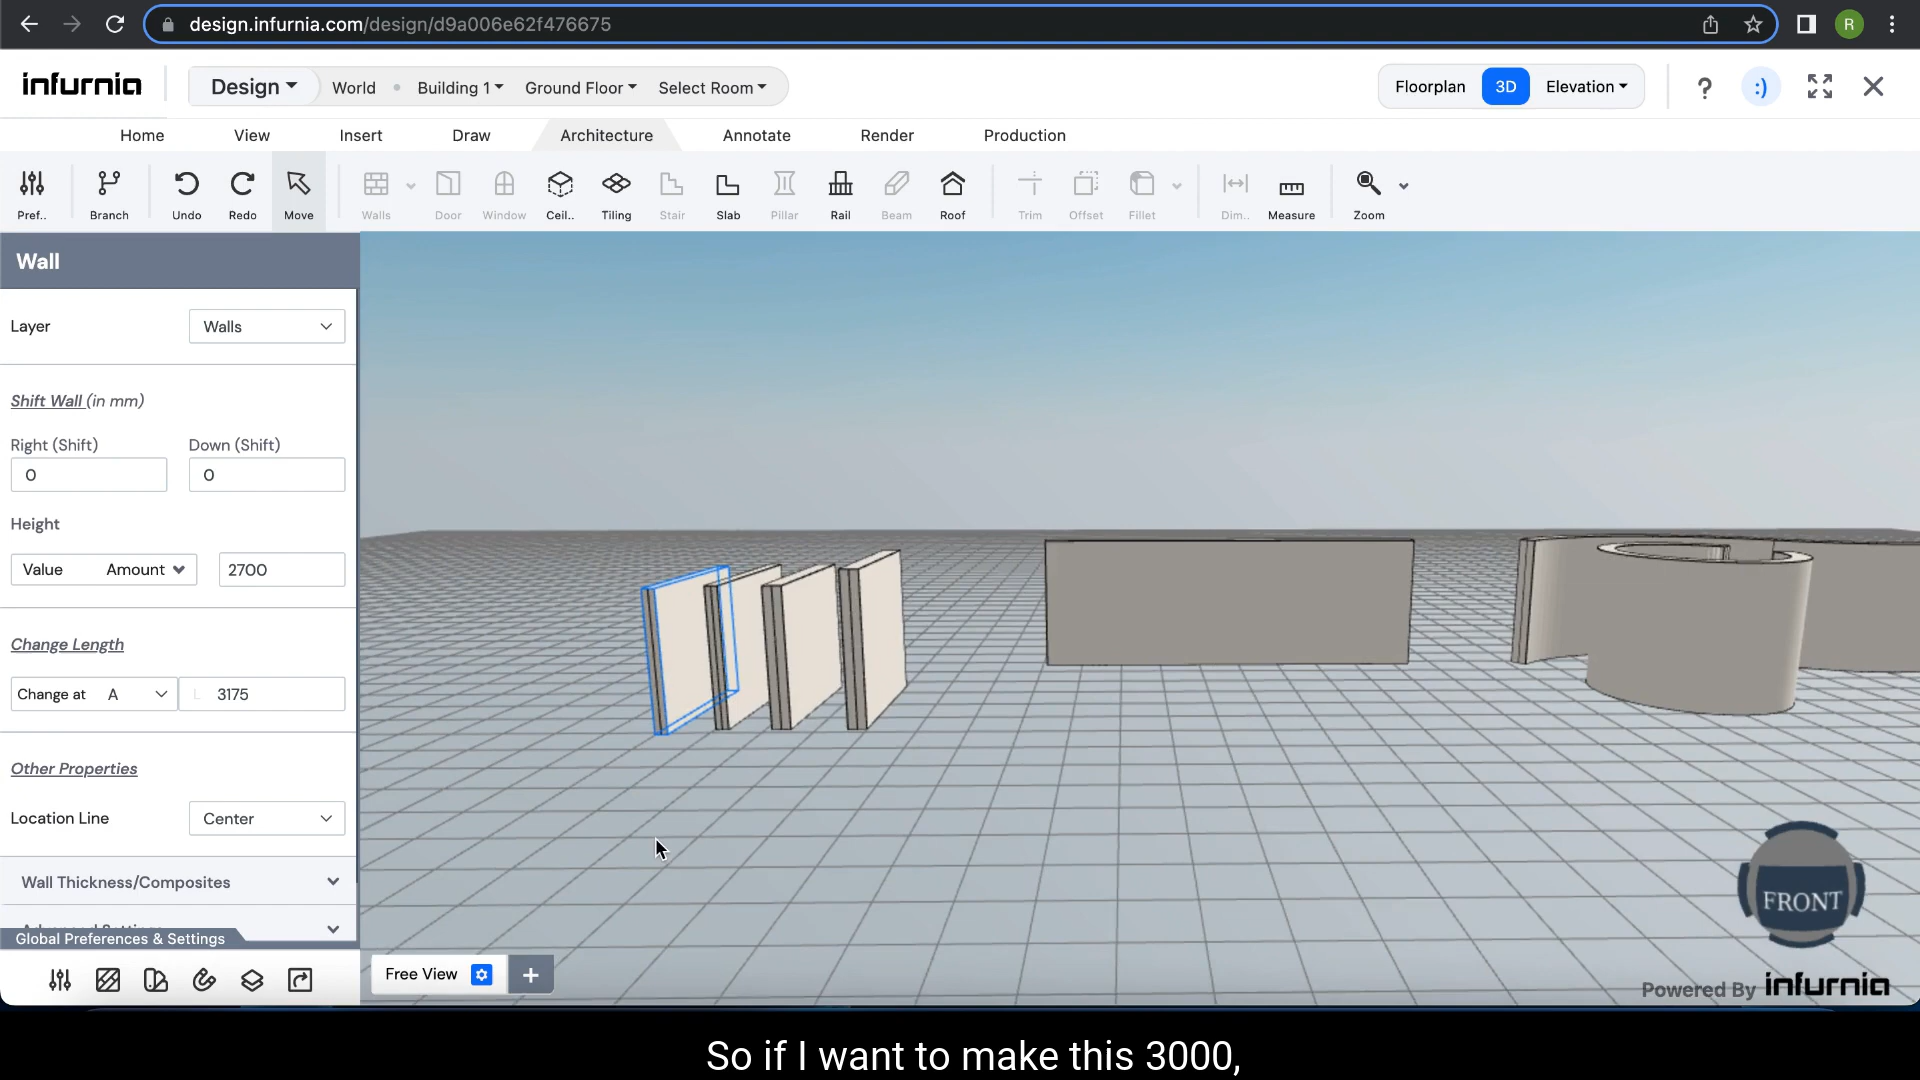 design.infurnia.com/design/d9a006e62f476675
R
infurnia
Design
World
Building 1
Ground Floor
Select Room
Floorplan
3D
Elevation
?
:)
Home
View
Insert
Draw
Architecture
Annotate
Render
Production
Pref..
Branch
Undo
Redo
Move
Walls
Door
Window
Ceil..
Tiling
Stair
Slab
Pillar
Rail
Beam
Roof
Trim
Offset
Fillet
Dim..
Measure
Zoom
Wall
Layer
Walls
Shift Wall (in mm)
Right (Shift)
Down (Shift)
0
0
Height
Value
Amount
2700
Change Length
Change at
A
L
3175
Other Properties
Location Line
Center
Wall Thickness/Composites
Global Preferences & Settings
Free View
FRONT
Powered By infurnia
So if I want to make this 3000,